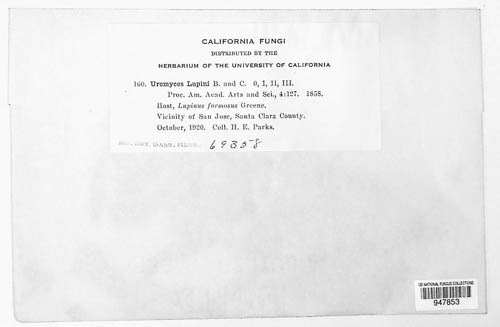 CALIFORNIA FUNGI
DISTRIBUTED BY THE
HERBARIUM OF THE UNIVERSITY OF CALIFORNIA
160. Uromyces Lupini B. and C. 0, I, II, III.
Proc. Am. Acad. Arts and Sci., 4:127. 1858.
Host, Lupinus formosus Greene.
Vicinity of San Jose, Santa Clara County.
October, 1920. Coll. H. E. Parks.
69358
US NATIONAL FUNGUS COLLECTIONS
947853